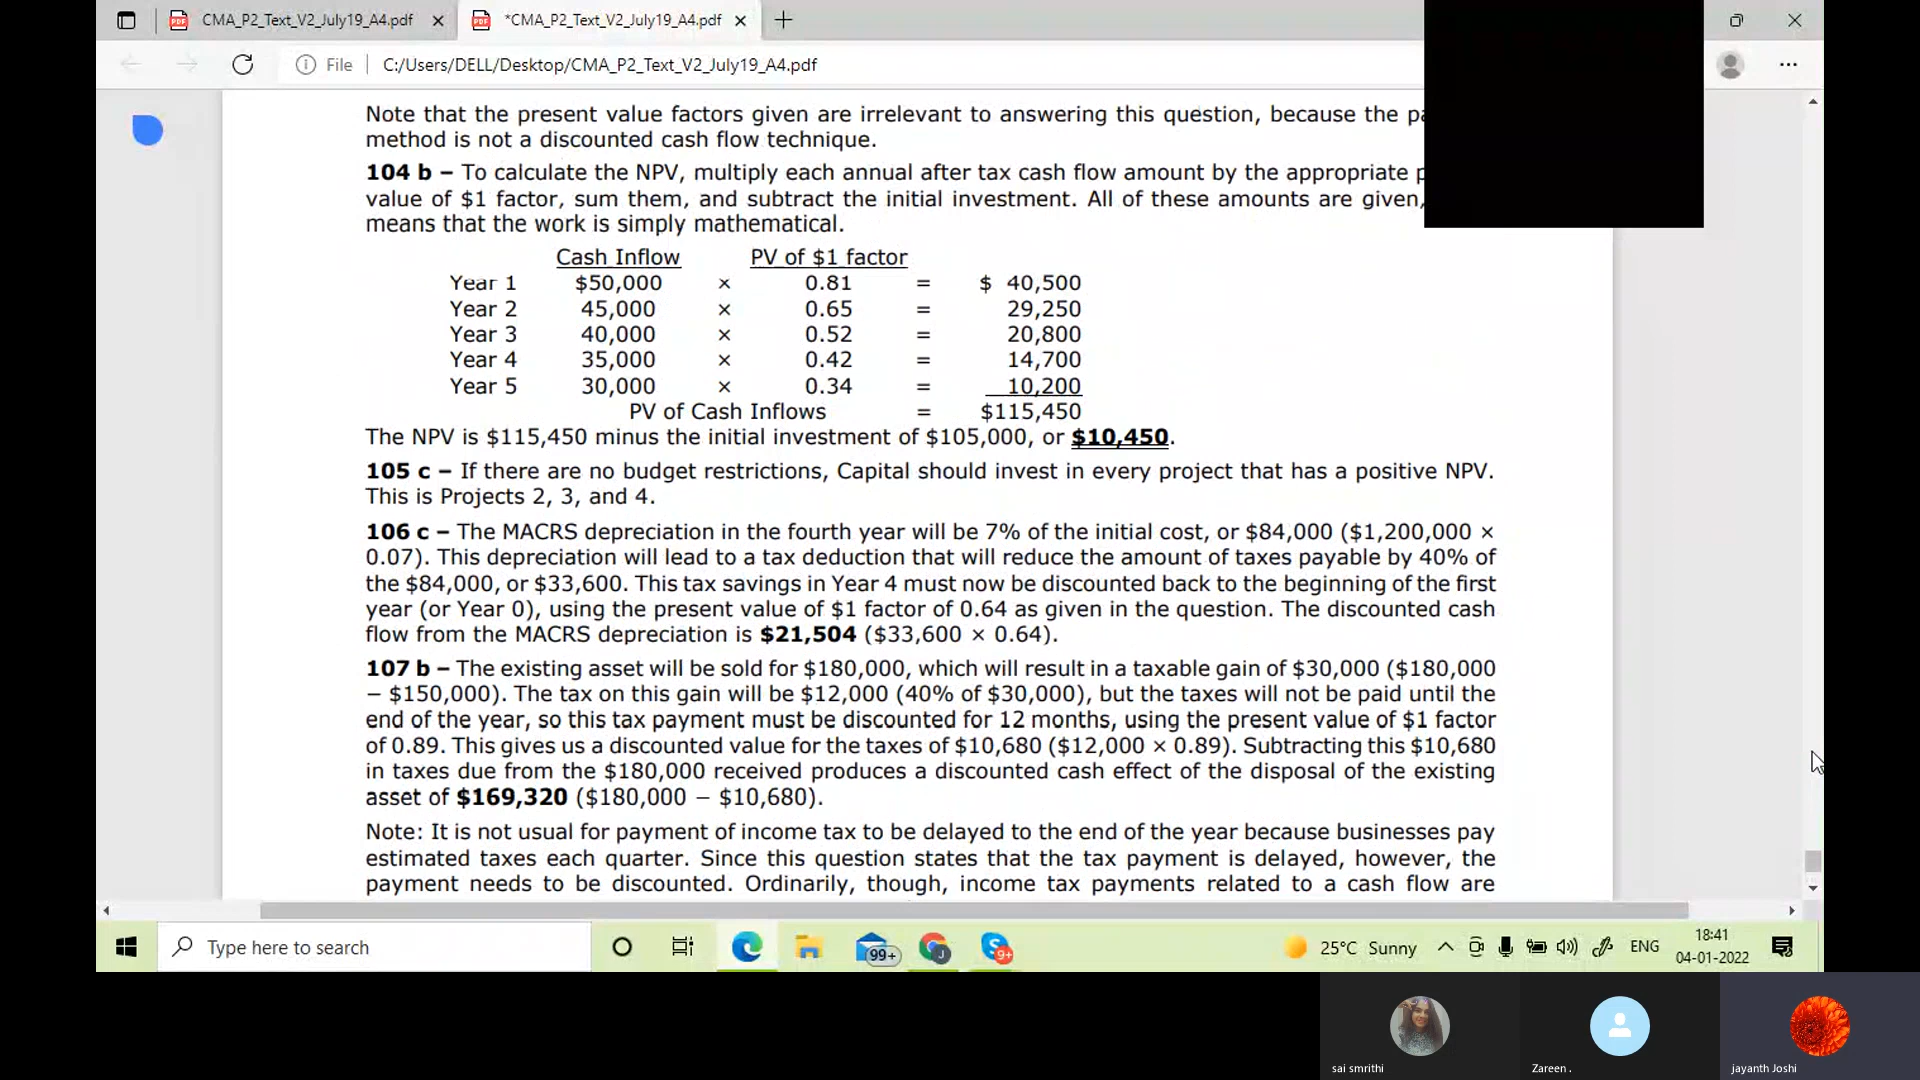 CMA_P2_Text_V2_July19_A4.pdf
*CMA_P2_Text_V2_July19_A4.pdf
File
C:/Users/DELL/Desktop/CMA_P2_Text_V2_July19_A4.pdf
Note that the present value factors given are irrelevant to answering this question, because the
method is not a discounted cash flow technique.
104 b – To calculate the NPV, multiply each annual after tax cash flow amount by the appropriate
value of $1 factor, sum them, and subtract the initial investment. All of these amounts are given,
means that the work is simply mathematical.
Cash Inflow PV of $1 factor
Year 1 $50,000 × 0.81 = $ 40,500
Year 2 45,000 × 0.65 = 29,250
Year 3 40,000 × 0.52 = 20,800
Year 4 35,000 × 0.42 = 14,700
Year 5 30,000 × 0.34 = 10,200
PV of Cash Inflows = $115,450
The NPV is $115,450 minus the initial investment of $105,000, or $10,450.
105 c – If there are no budget restrictions, Capital should invest in every project that has a positive NPV.
This is Projects 2, 3, and 4.
106 c – The MACRS depreciation in the fourth year will be 7% of the initial cost, or $84,000 ($1,200,000 ×
0.07). This depreciation will lead to a tax deduction that will reduce the amount of taxes payable by 40% of
the $84,000, or $33,600. This tax savings in Year 4 must now be discounted back to the beginning of the first
year (or Year 0), using the present value of $1 factor of 0.64 as given in the question. The discounted cash
flow from the MACRS depreciation is $21,504 ($33,600 × 0.64).
107 b – The existing asset will be sold for $180,000, which will result in a taxable gain of $30,000 ($180,000
– $150,000). The tax on this gain will be $12,000 (40% of $30,000), but the taxes will not be paid until the
end of the year, so this tax payment must be discounted for 12 months, using the present value of $1 factor
of 0.89. This gives us a discounted value for the taxes of $10,680 ($12,000 × 0.89). Subtracting this $10,680
in taxes due from the $180,000 received produces a discounted cash effect of the disposal of the existing
asset of $169,320 ($180,000 – $10,680).
Note: It is not usual for payment of income tax to be delayed to the end of the year because businesses pay
estimated taxes each quarter. Since this question states that the tax payment is delayed, however, the
payment needs to be discounted. Ordinarily, though, income tax payments related to a cash flow are
Type here to search
99+
J
9+
25°C Sunny
ENG
18:41
04-01-2022
sai smrithi
Zareen .
jayanth Joshi